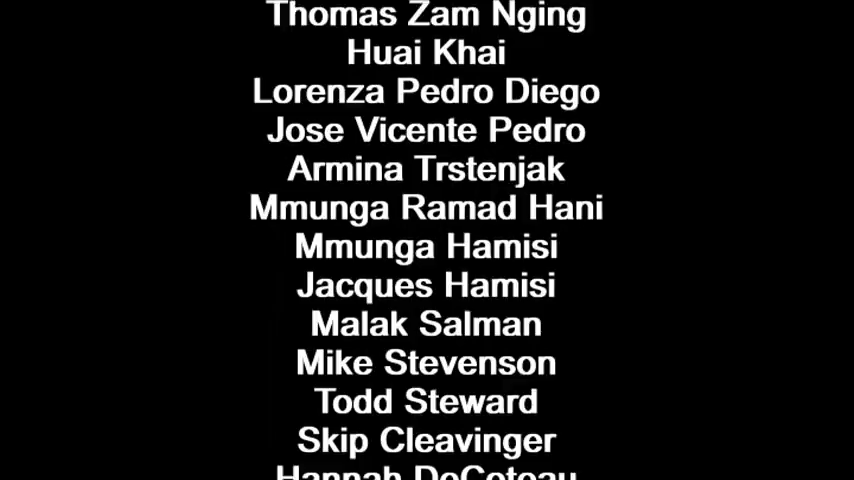 Thomas Zam Nging
Huai Khai
Lorenza Pedro Diego
Jose Vicente Pedro
Armina Trstenjak
Mmunga Ramad Hani
Mmunga Hamisi
Jacques Hamisi
Malak Salman
Mike Stevenson
Todd Steward
Skip Cleavinger
Hannah